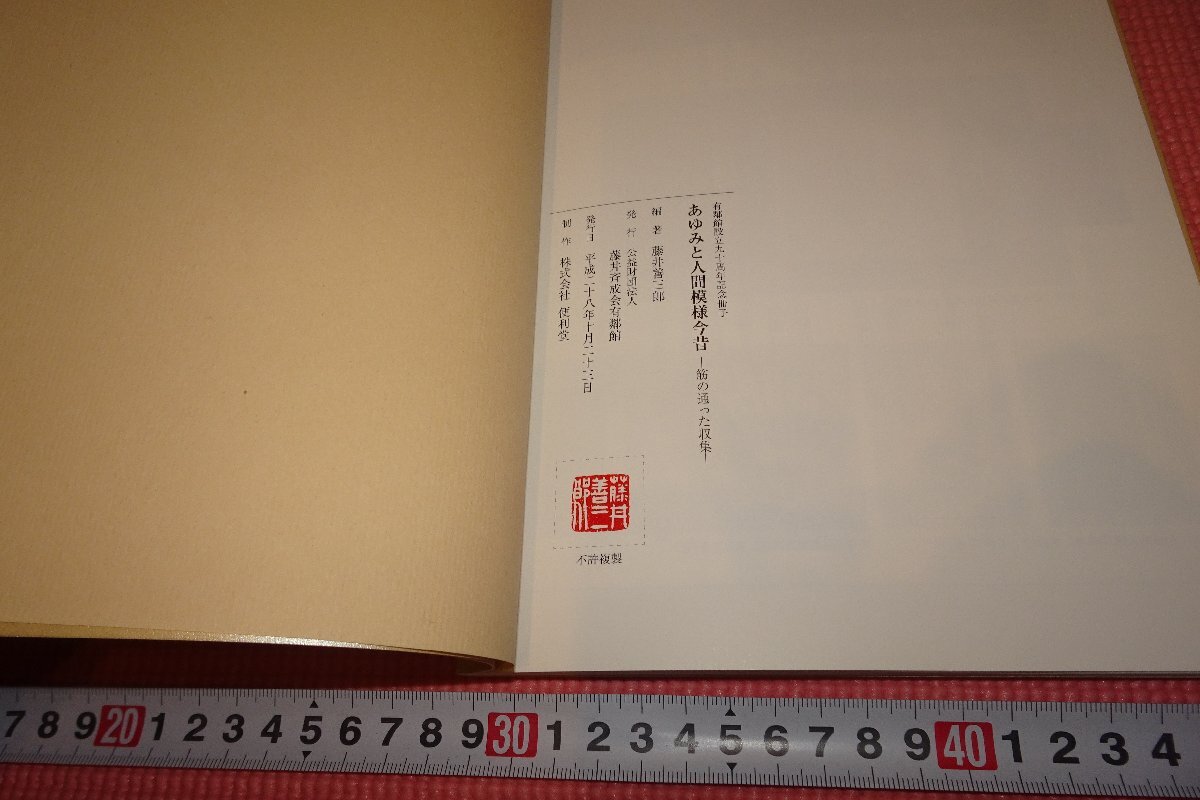 有鄰館設立九十周年記念冊子
あゆみと人間模様今昔―筋の通った収集―
編著 藤井善三郎
発行 公益財団法人
藤井斉成会有鄰館
発行日 平成二十八年十月二十三日
制作 株式会社 便利堂
藤井善三郎
不許複製
7 8 9 20 1 2 3 4 5 6 7 8 9 30 1 2 3 4 5 6 7 8 9 40 1 2 3 4